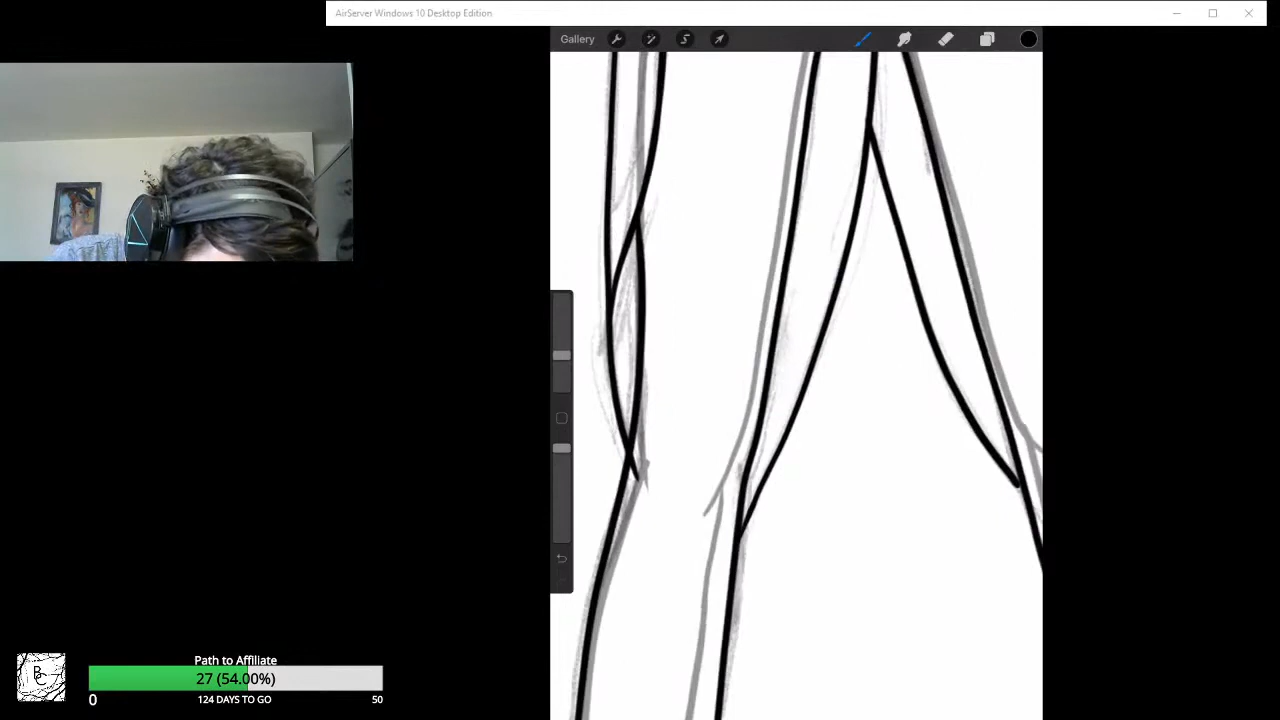 AirServer Windows 10 Desktop Edition
Gallery
Path to Affiliate
27 (54.00%)
0
124 DAYS TO GO
50